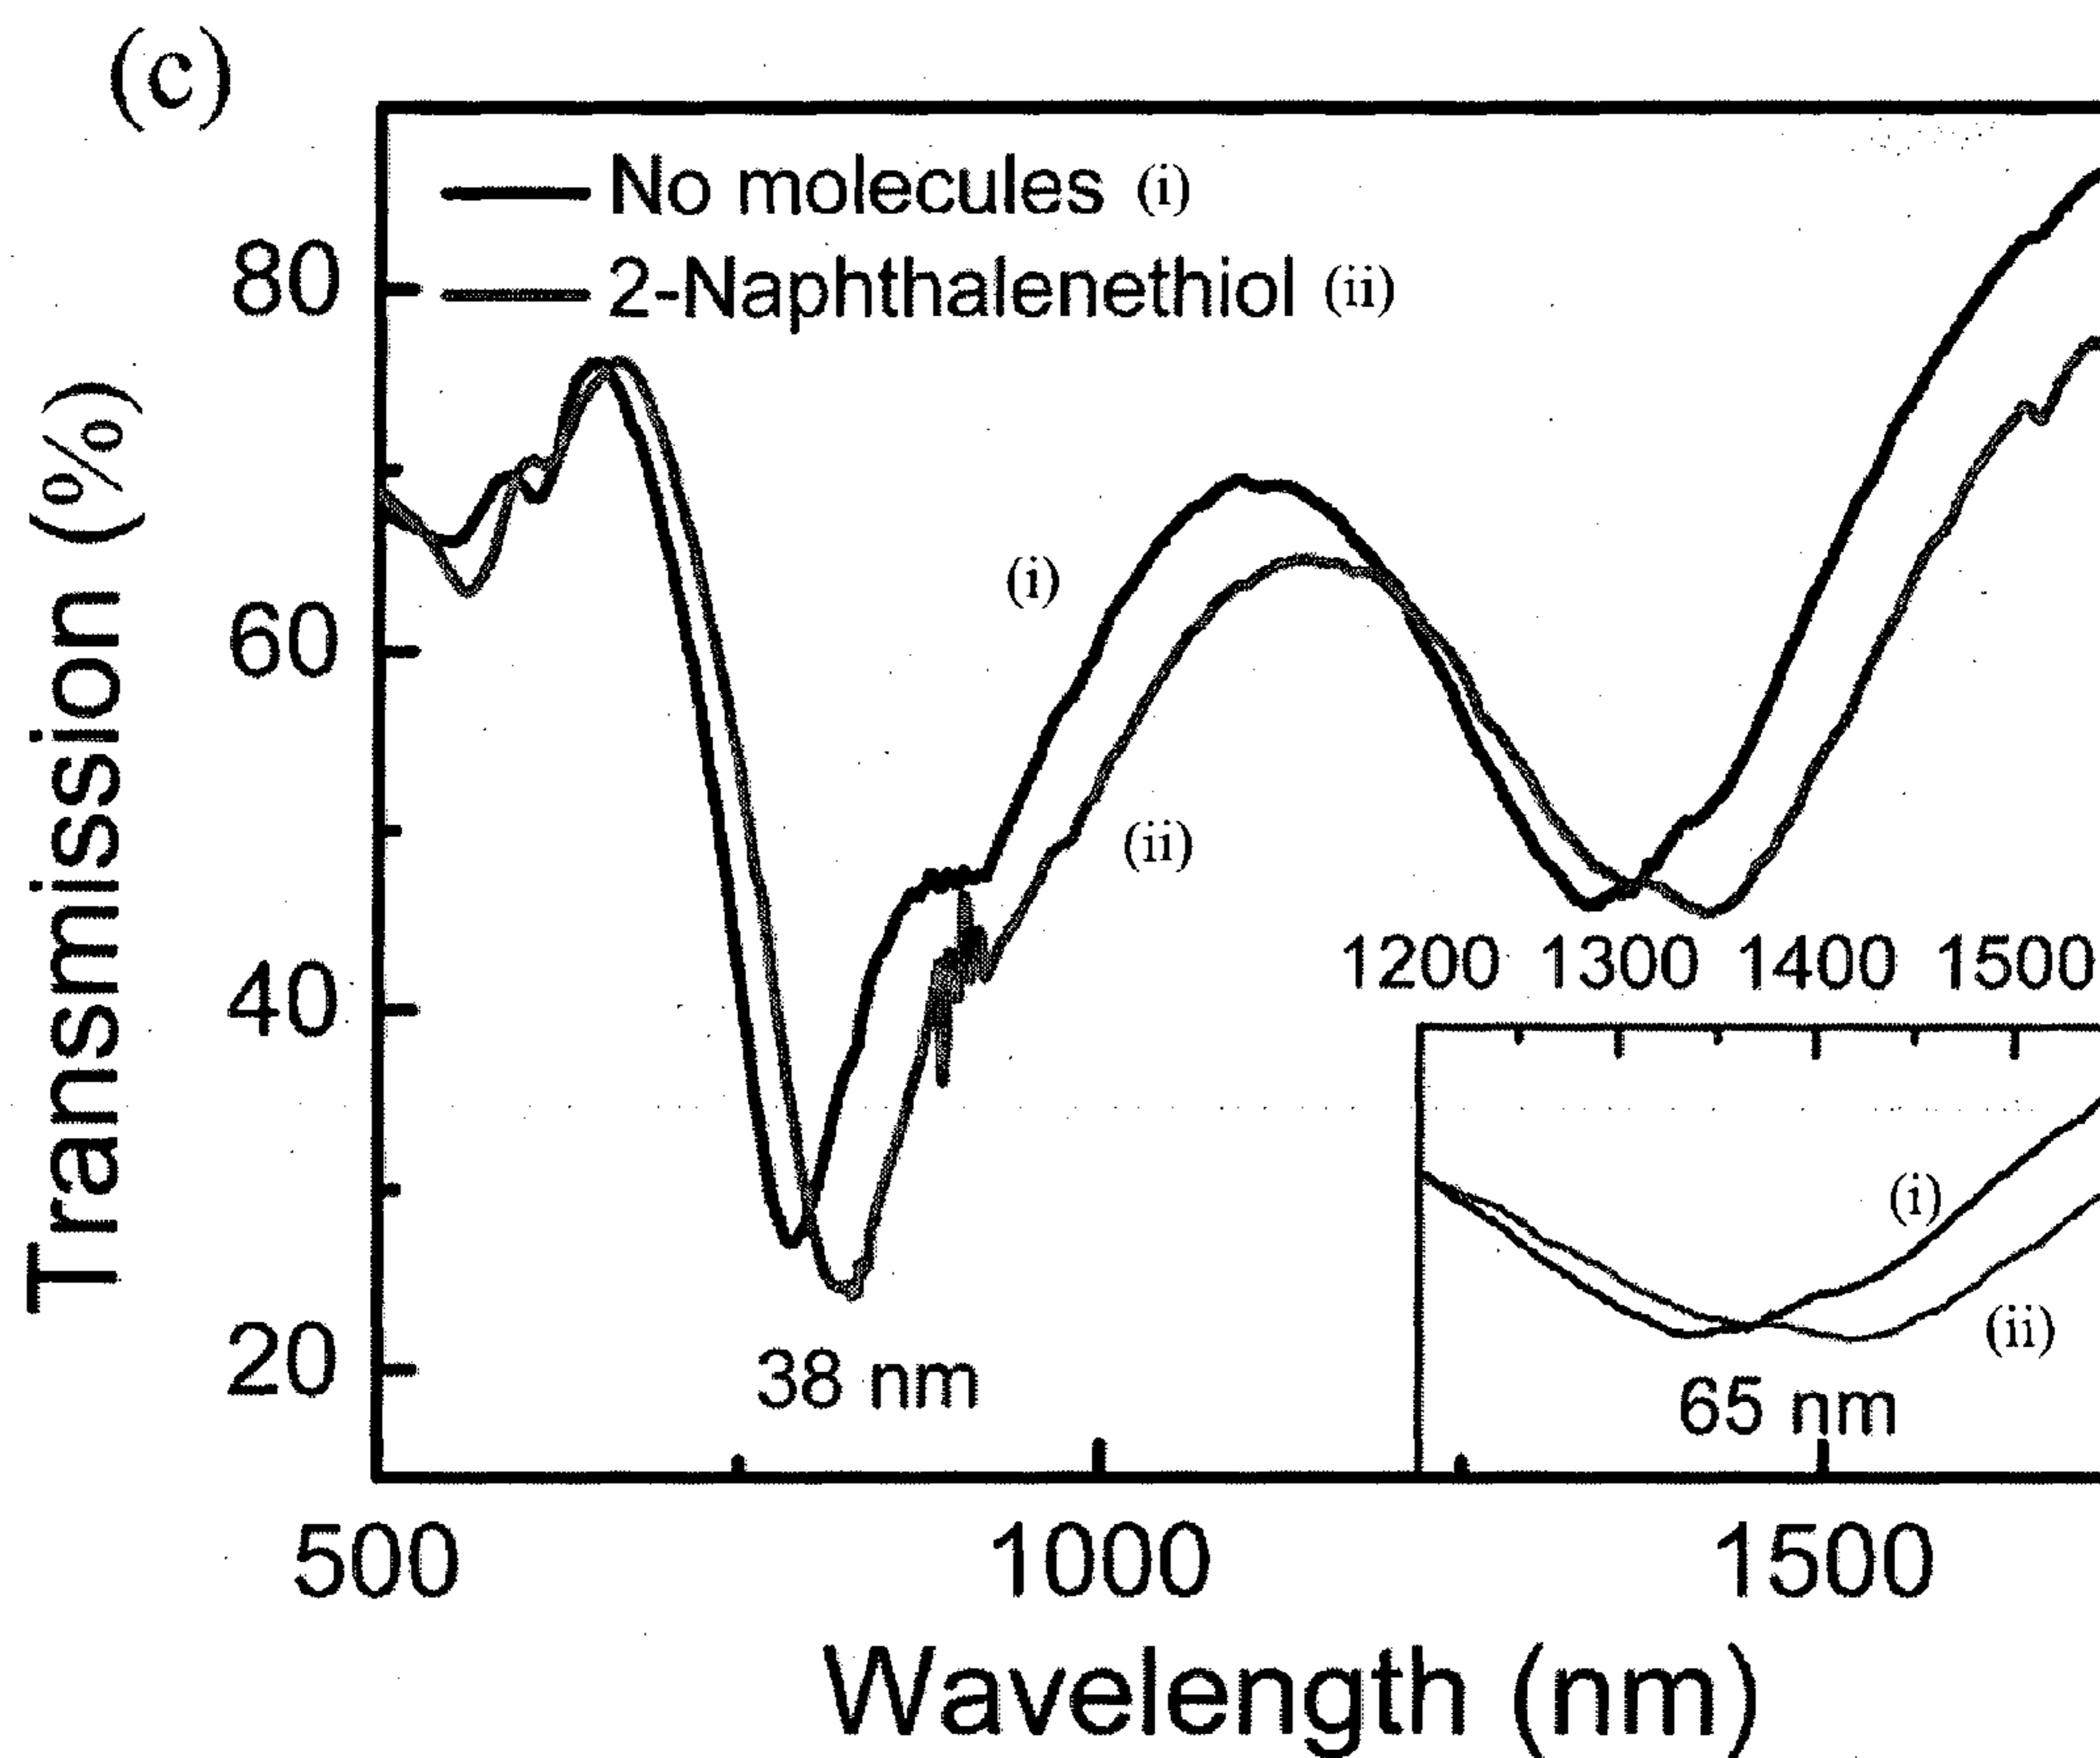 (c)
No molecules (i)
2-Naphthalenethiol (ii)
80
60
40
20
Transmission (%)
(i)
(ii)
1200 1300 1400 1500
(i)
(ii)
38 nm
65 nm
500 1000 1500
Wavelength (nm)